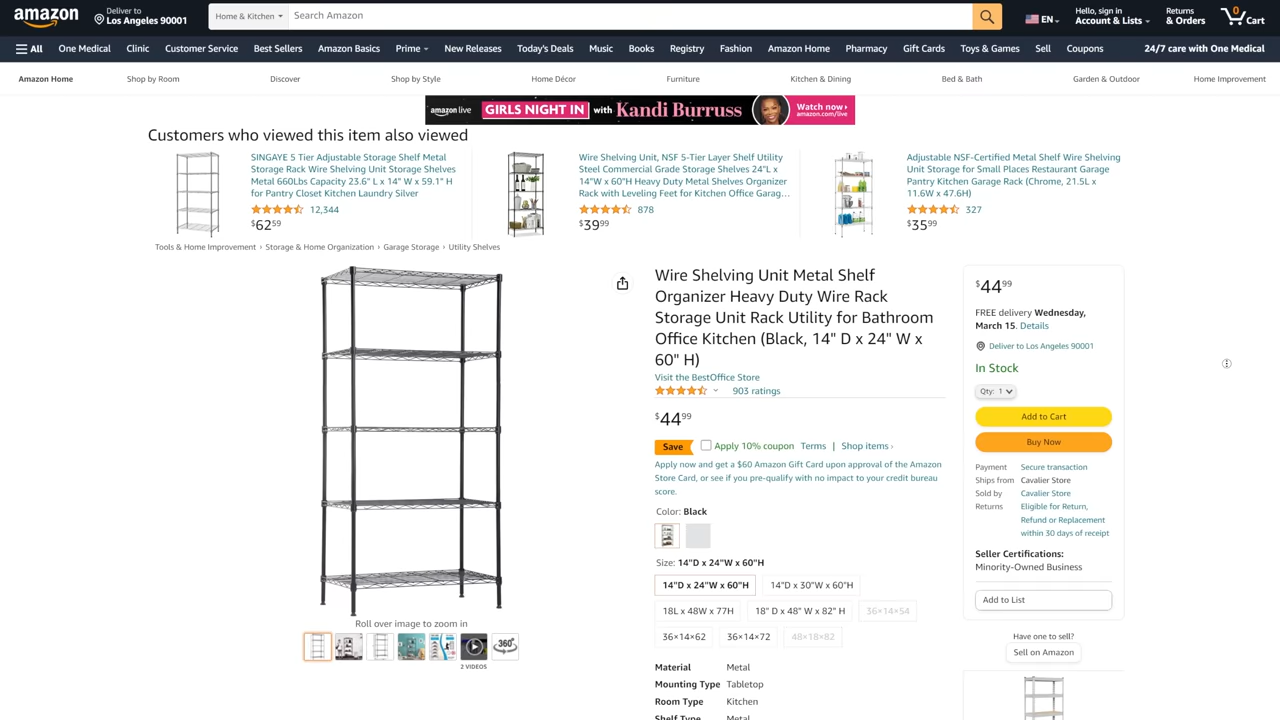 amazon
Deliver to
Los Angeles 90001
Home & Kitchen
Search Amazon
EN
Hello, sign in
Account & Lists
Returns
& Orders
0
Cart
All
One Medical
Clinic
Customer Service
Best Sellers
Amazon Basics
Prime
New Releases
Today's Deals
Music
Books
Registry
Fashion
Amazon Home
Pharmacy
Gift Cards
Toys & Games
Sell
Coupons
24/7 care with One Medical
Amazon Home
Shop by Room
Discover
Shop by Style
Home Décor
Furniture
Kitchen & Dining
Bed & Bath
Garden & Outdoor
Home Improvement
amazon live
GIRLS NIGHT IN with Kandi Burruss
Watch now
amazon.com/live
Customers who viewed this item also viewed
SINGAYE 5 Tier Adjustable Storage Shelf Metal
Storage Rack Wire Shelving Unit Storage Shelves
Metal 660Lbs Capacity 23.6" L x 14" W x 59.1" H
for Pantry Closet Kitchen Laundry Silver
12,344
$62 59
Wire Shelving Unit, NSF 5-Tier Layer Shelf Utility
Steel Commercial Grade Storage Shelves 24"L x
14"W x 60"H Heavy Duty Metal Shelves Organizer
Rack with Leveling Feet for Kitchen Office Garag…
878
$39 99
Adjustable NSF-Certified Metal Shelf Wire Shelving
Unit Storage for Small Places Restaurant Garage
Pantry Kitchen Garage Rack (Chrome, 21.5L x
11.6W x 47.6H)
327
$35 99
Tools & Home Improvement › Storage & Home Organization › Garage Storage › Utility Shelves
Wire Shelving Unit Metal Shelf
Organizer Heavy Duty Wire Rack
Storage Unit Rack Utility for Bathroom
Office Kitchen (Black, 14" D x 24" W x
60" H)
Visit the BestOffice Store
903 ratings
$44 99
Save
Apply 10% coupon Terms | Shop items ›
Apply now and get a $60 Amazon Gift Card upon approval of the Amazon
Store Card, or see if you pre-qualify with no impact to your credit bureau
score.
Color: Black
Size: 14"D x 24"W x 60"H
14"D x 24"W x 60"H
14"D x 30"W x 60"H
18L x 48W x 77H
18" D x 48" W x 82" H
36×14×54
36×14×62
36×14×72
48×18×82
Material Metal
Mounting Type Tabletop
Room Type Kitchen
Shelf Type Metal
Roll over image to zoom in
360°
2 VIDEOS
$44 99
FREE delivery Wednesday,
March 15. Details
Deliver to Los Angeles 90001
In Stock
Qty: 1
Add to Cart
Buy Now
Payment Secure transaction
Ships from Cavalier Store
Sold by Cavalier Store
Returns Eligible for Return,
Refund or Replacement
within 30 days of receipt
Seller Certifications:
Minority-Owned Business
Add to List
Have one to sell?
Sell on Amazon